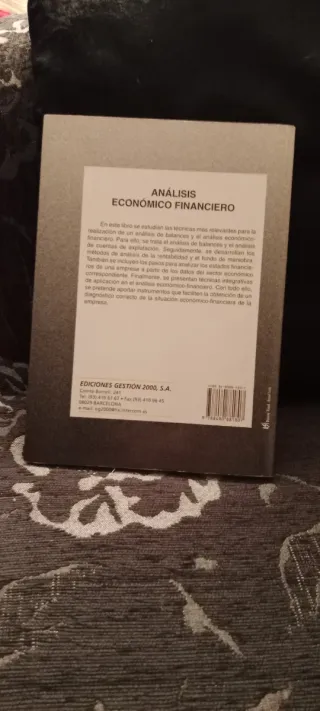 ANÁLISIS
ECONÓMICO FINANCIERO
En este libro se estudian las técnicas más relevantes para la
realización de un análisis de balances y el análisis económico-
financiero. Para ello, se trata el análisis de balances y el análisis
de cuentas de explotación. Seguidamente, se desarrollan los
métodos de análisis de la rentabilidad y el fondo de maniobra.
También se incluyen los pasos para analizar los estados financie-
ros de una empresa a partir de los datos del sector económico
correspondiente. Finalmente, se presentan técnicas integrativas
de aplicación en el análisis económico-financiero. Con todo ello,
se pretende aportar instrumentos que faciliten la obtención de un
diagnóstico correcto de la situación económico-financiera de la
empresa.
EDICIONES GESTION 2000, S.A.
Comte Borrell, 241
08029 BARCELONA